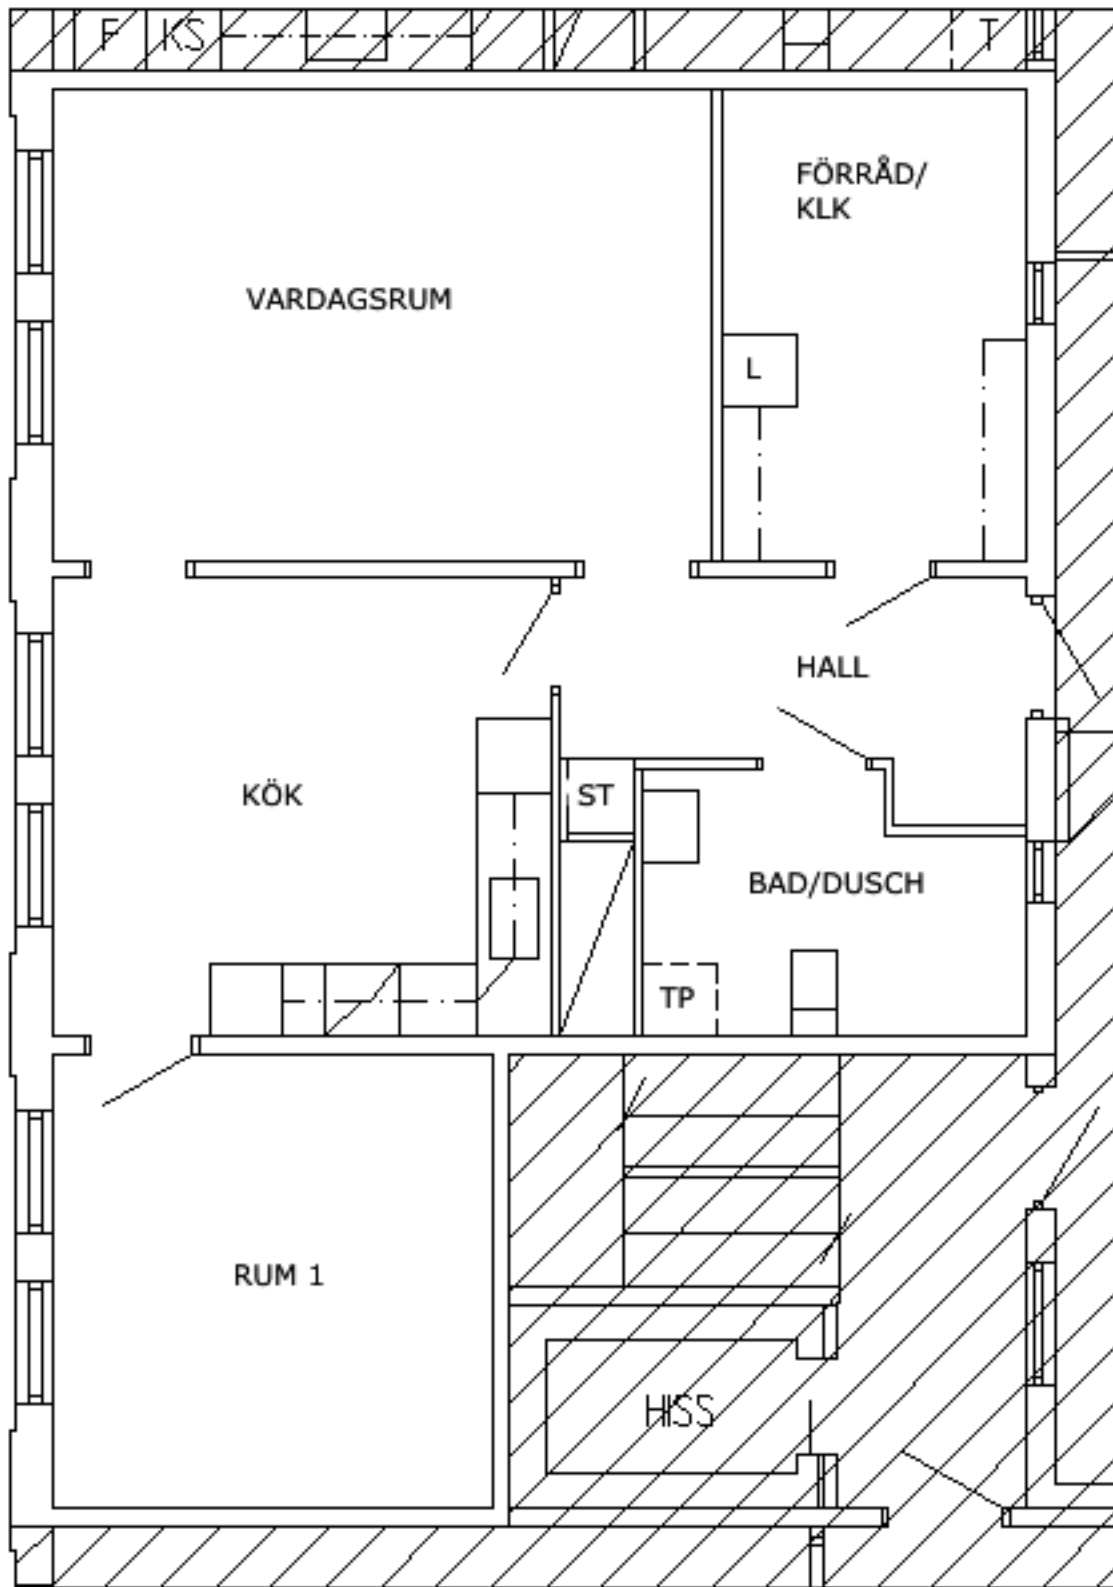 F KS T
FÖRRÅD/
KLK
VARDAGSRUM
L
HALL
KÖK
ST
BAD/DUSCH
TP
RUM 1
HISS